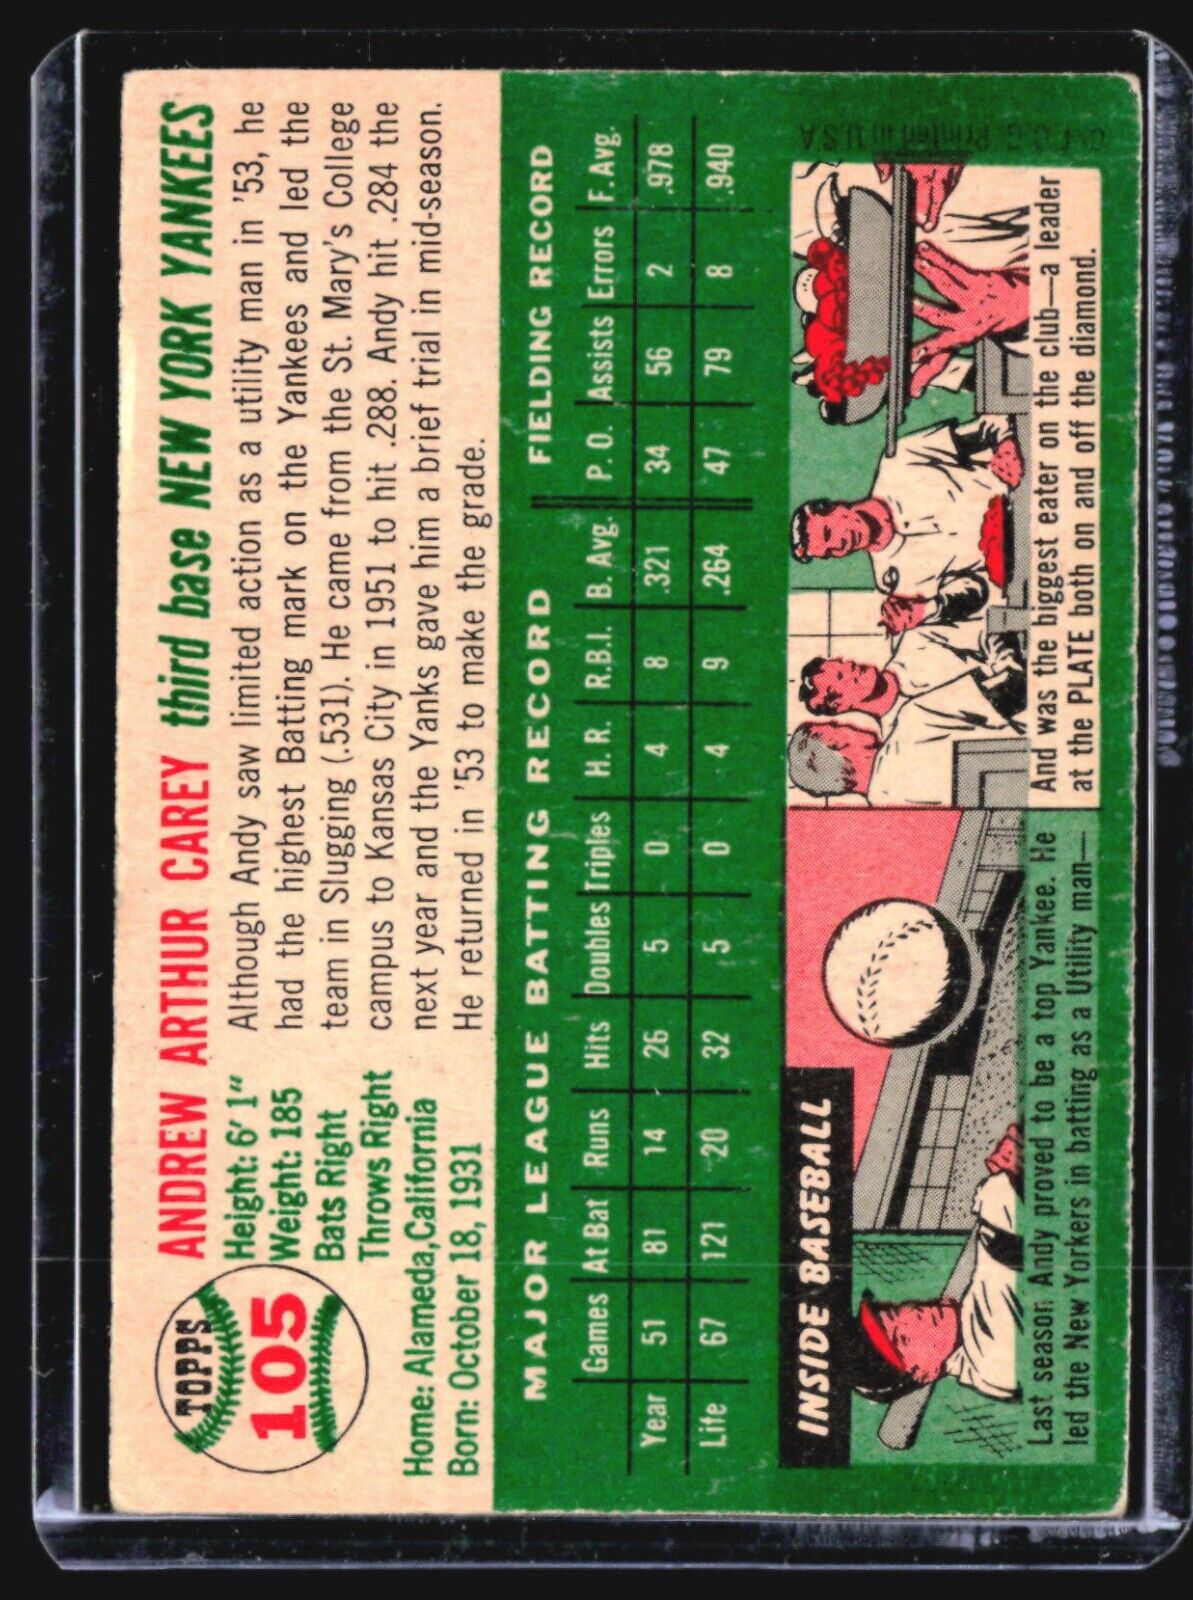 TOPPS
105
ANDREW ARTHUR CAREY third base NEW YORK YANKEES
Height: 6' 1"
Weight: 185
Bats Right
Throws Right
Home: Alameda, California
Born: October 18, 1931
Although Andy saw limited action as a utility man in '53, he
had the highest Batting mark on the Yankees and led the
team in Slugging (.531). He came from the St. Mary's College
campus to Kansas City in 1951 to hit .288. Andy hit .284 the
next year and the Yanks gave him a brief trial in mid-season.
He returned in '53 to make the grade.
MAJOR LEAGUE BATTING RECORD FIELDING RECORD
Games At Bat Runs Hits Doubles Triples H. R. R.B.I. B. Avg. P. O. Assists Errors F. Avg.
Year 51 81 14 26 5 0 4 8 .321 34 56 2 .978
Life 67 121 20 32 5 0 4 9 .264 47 79 8 .940
INSIDE BASEBALL
Last season Andy proved to be a top Yankee. He
led the New Yorkers in batting as a Utility man—
And was the biggest eater on the club—a leader
at the PLATE both on and off the diamond.
Printed in U.S.A